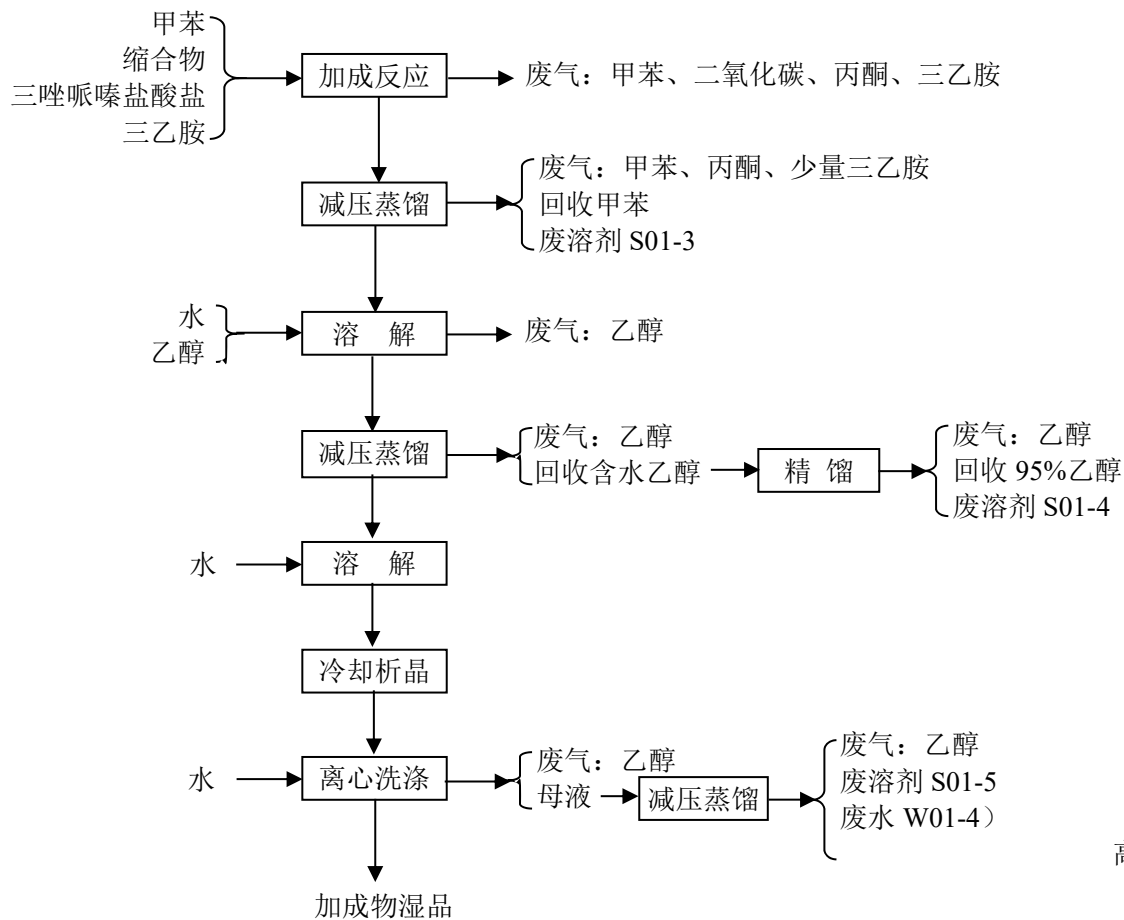 甲苯
缩合物
三唑哌嗪盐酸盐
三乙胺
加成反应
废气：甲苯、二氧化碳、丙酮、三乙胺
减压蒸馏
废气：甲苯、丙酮、少量三乙胺
回收甲苯
废溶剂 S01-3
水
乙醇
溶 解
废气：乙醇
减压蒸馏
废气：乙醇
回收含水乙醇
精 馏
废气：乙醇
回收 95%乙醇
废溶剂 S01-4
水
溶 解
冷却析晶
水
离心洗涤
废气：乙醇
母液
减压蒸馏
废气：乙醇
废溶剂 S01-5
废水 W01-4）
加成物湿品